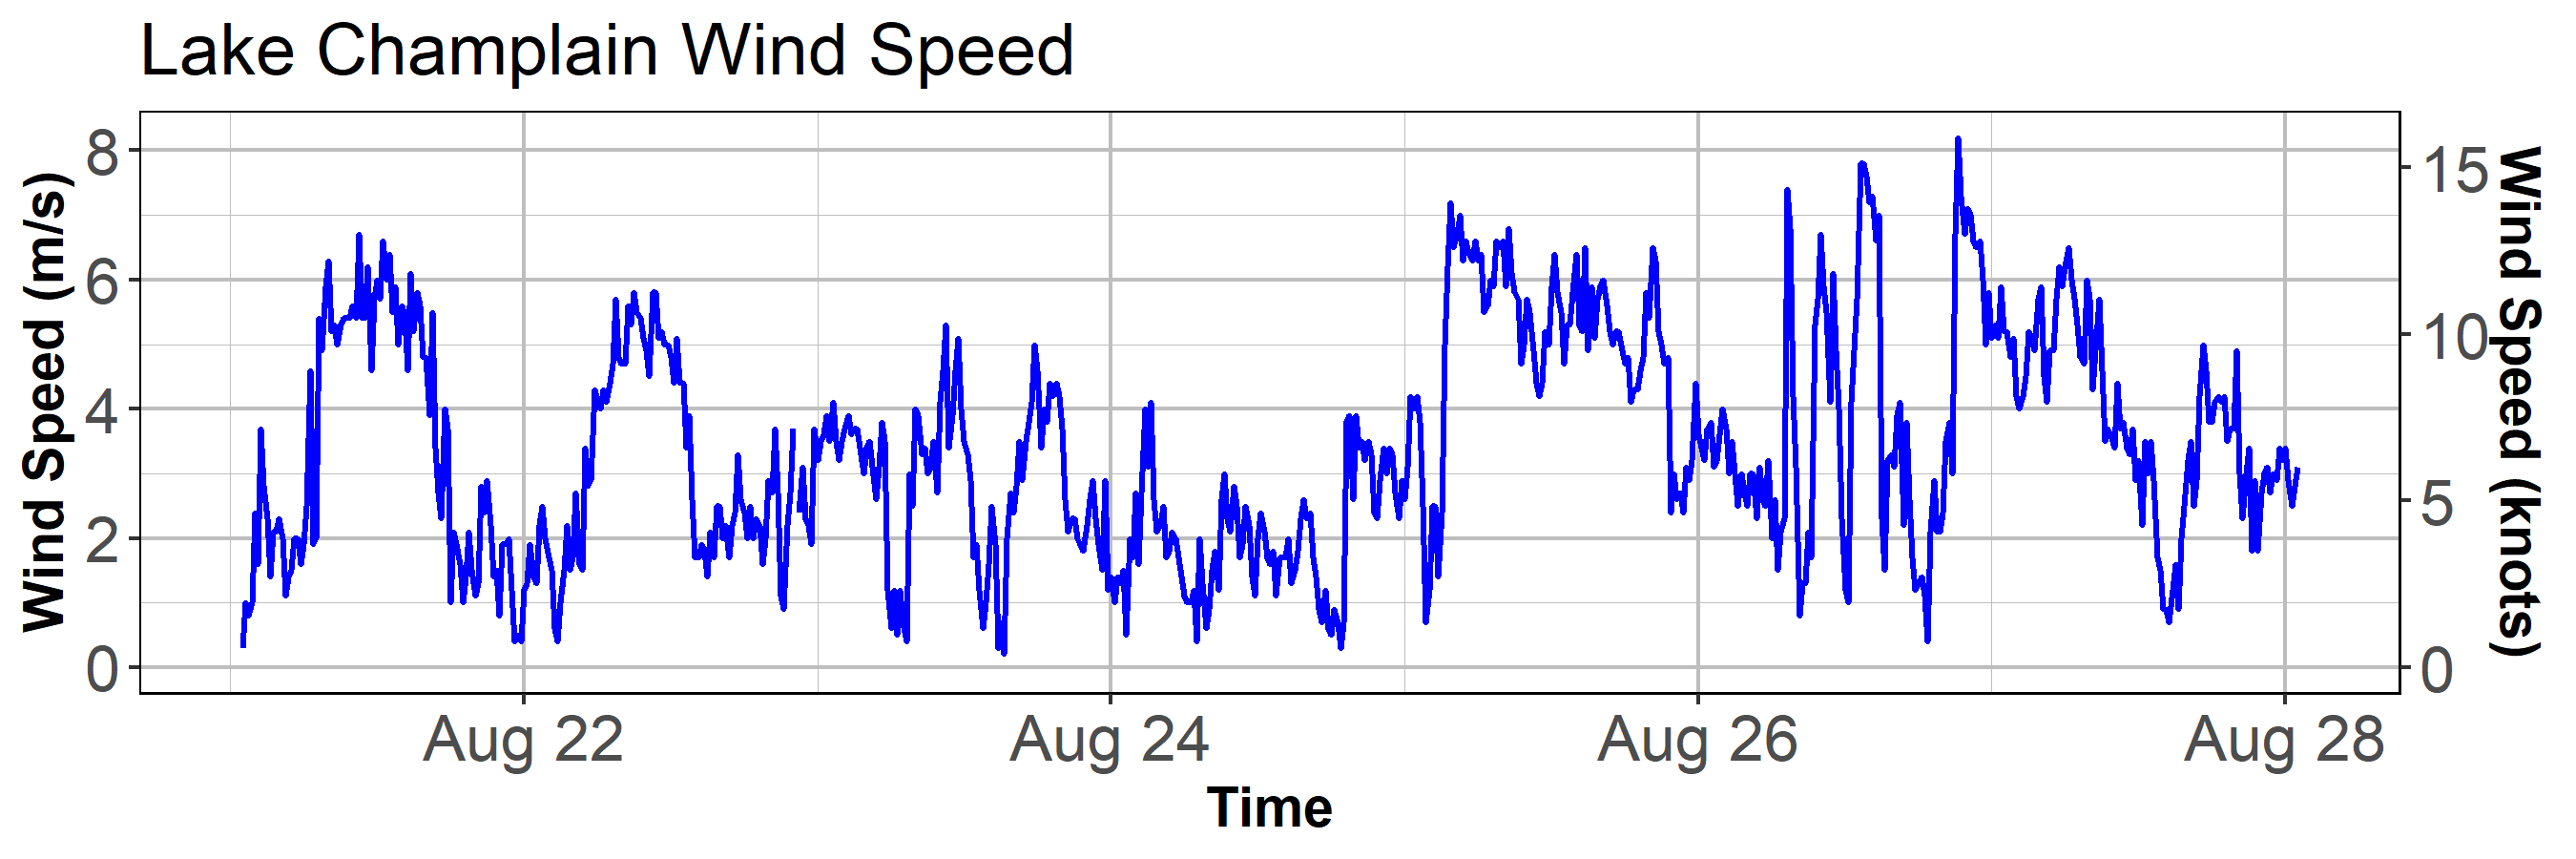 Lake Champlain Wind Speed
Wind Speed (m/s)
8
6
4
2
0
15
10
5
0
Wind Speed (knots)
Aug 22
Aug 24
Aug 26
Aug 28
Time